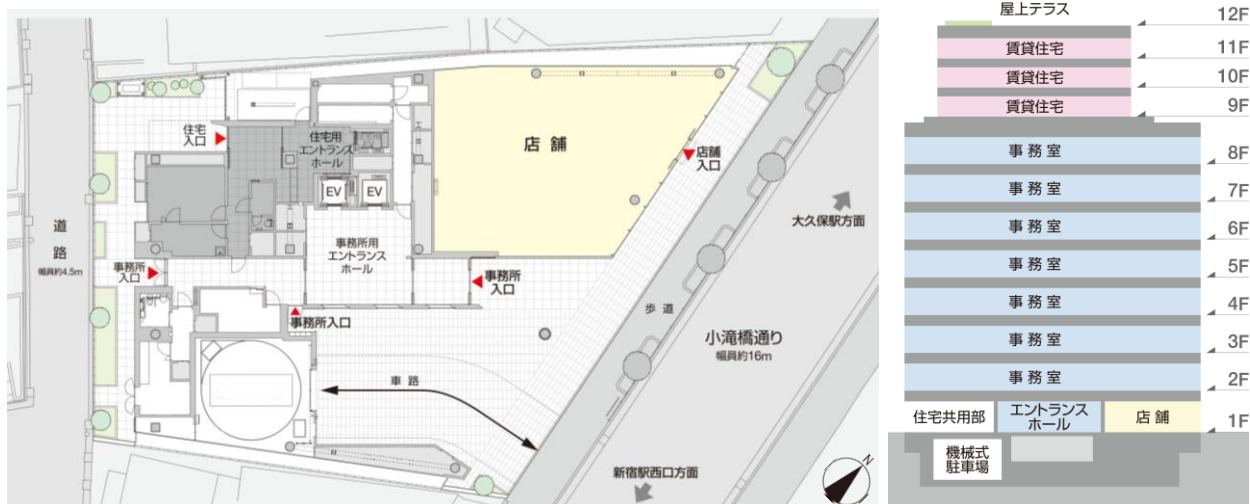 住宅
入口
住宅用
エントランス
ホール
EV
EV
店舗
店舗
入口
道路
幅員約4.5m
事務所
入口
事務所用
エントランス
ホール
事務所
入口
事務所入口
車路
歩道
大久保駅方面
小滝橋通り
幅員約16m
新宿駅西口方面
N
屋上テラス
12F
賃貸住宅
11F
賃貸住宅
10F
賃貸住宅
9F
事務室
8F
事務室
7F
事務室
6F
事務室
5F
事務室
4F
事務室
3F
事務室
2F
住宅共用部
エントランス
ホール
店舗
1F
機械式
駐車場